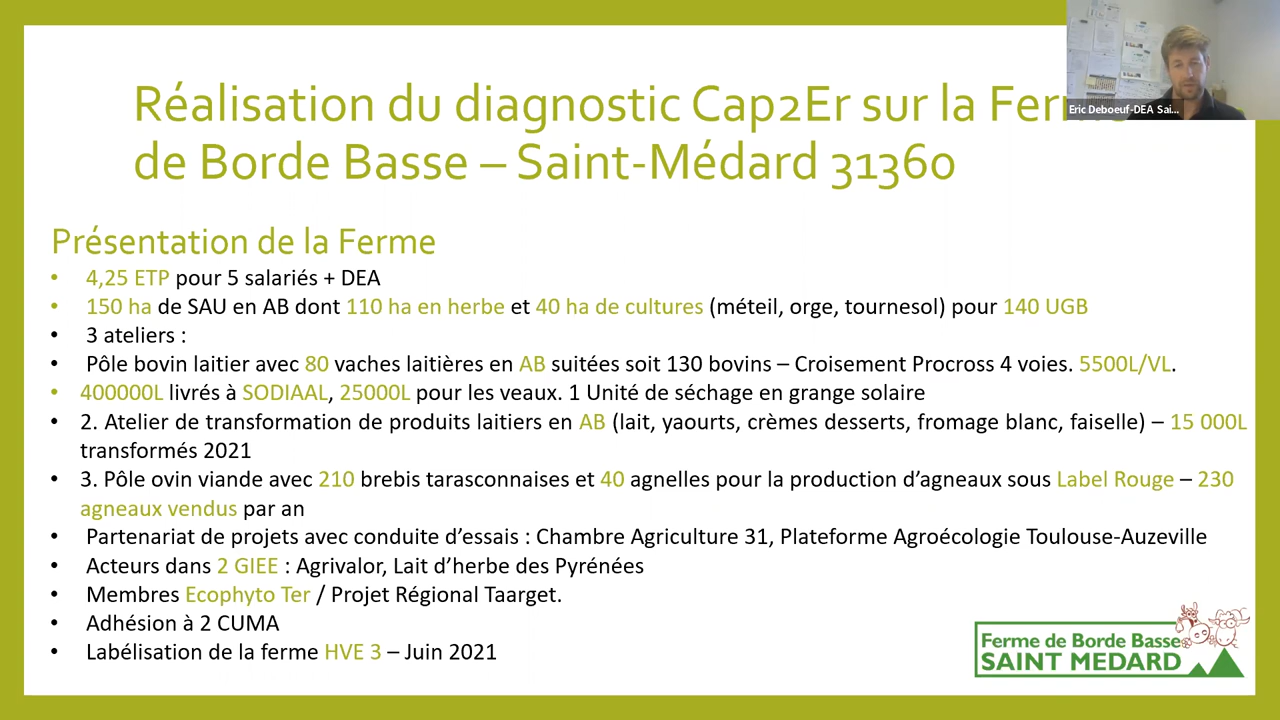 Réalisation du diagnostic Cap2Er sur la Ferme
de Borde Basse – Saint-Médard 31360
Eric Deboeuf-DEA Sai...
Présentation de la Ferme
• 4,25 ETP pour 5 salariés + DEA
• 150 ha de SAU en AB dont 110 ha en herbe et 40 ha de cultures (méteil, orge, tournesol) pour 140 UGB
• 3 ateliers :
• Pôle bovin laitier avec 80 vaches laitières en AB suitées soit 130 bovins – Croisement Procross 4 voies. 5500L/VL.
• 400000L livrés à SODIAAL, 25000L pour les veaux. 1 Unité de séchage en grange solaire
• 2. Atelier de transformation de produits laitiers en AB (lait, yaourts, crèmes desserts, fromage blanc, faiselle) – 15 000L
transformés 2021
• 3. Pôle ovin viande avec 210 brebis tarasconnaises et 40 agnelles pour la production d’agneaux sous Label Rouge – 230
agneaux vendus par an
• Partenariat de projets avec conduite d’essais : Chambre Agriculture 31, Plateforme Agroécologie Toulouse-Auzeville
• Acteurs dans 2 GIEE : Agrivalor, Lait d’herbe des Pyrénées
• Membres Ecophyto Ter / Projet Régional Taarget.
• Adhésion à 2 CUMA
• Labélisation de la ferme HVE 3 – Juin 2021
Ferme de Borde Basse
SAINT MEDARD